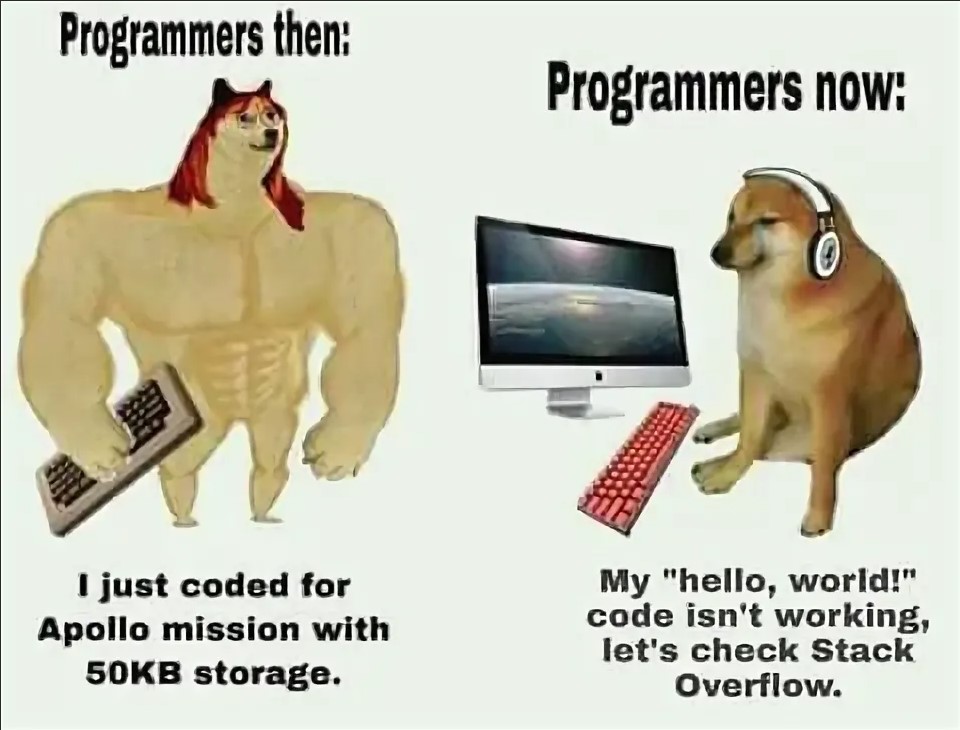 Programmers then:
I just coded for
Apollo mission with
50KB storage.
Programmers now:
My "hello, world!"
code isn't working,
let's check Stack
Overflow.